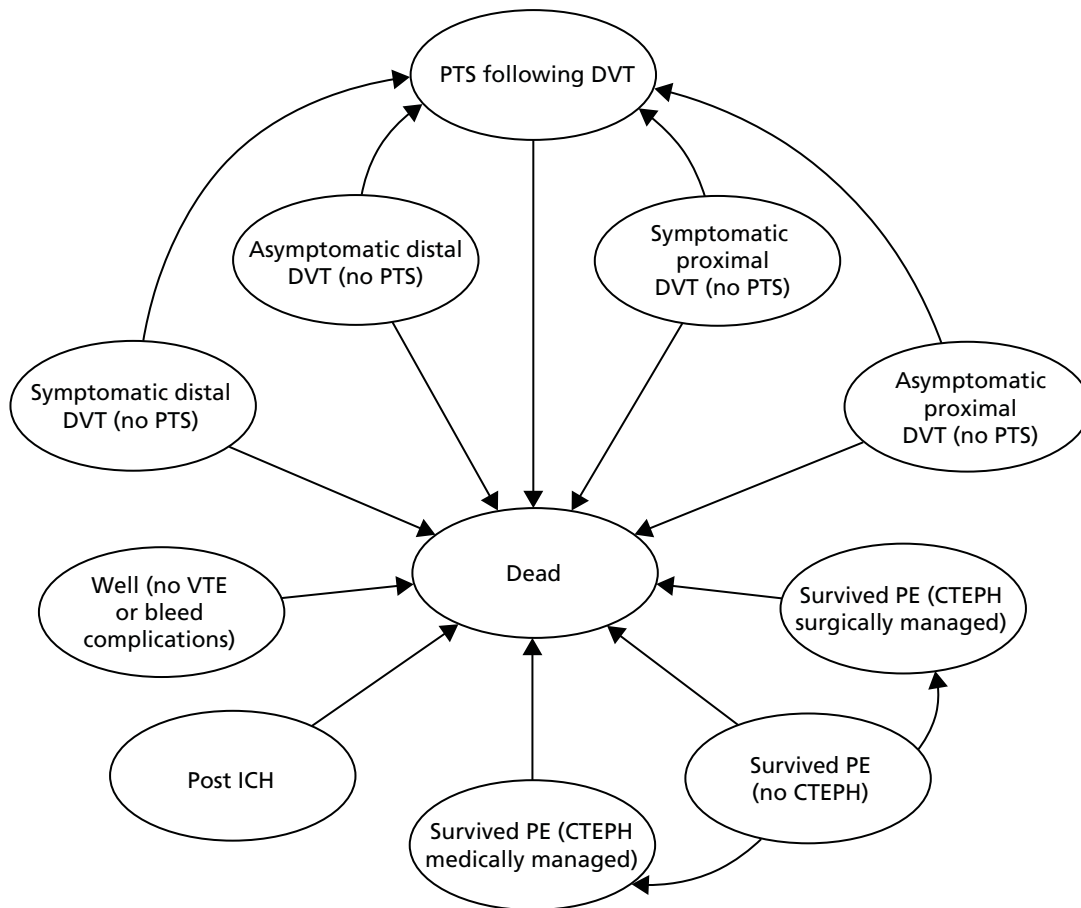 PTS following DVT
Asymptomatic distal
DVT (no PTS)
Symptomatic
proximal
DVT (no PTS)
Symptomatic distal
DVT (no PTS)
Asymptomatic
proximal
DVT (no PTS)
Dead
Well (no VTE
or bleed
complications)
Survived PE (CTEPH
surgically managed)
Post ICH
Survived PE (CTEPH
medically managed)
Survived PE
(no CTEPH)